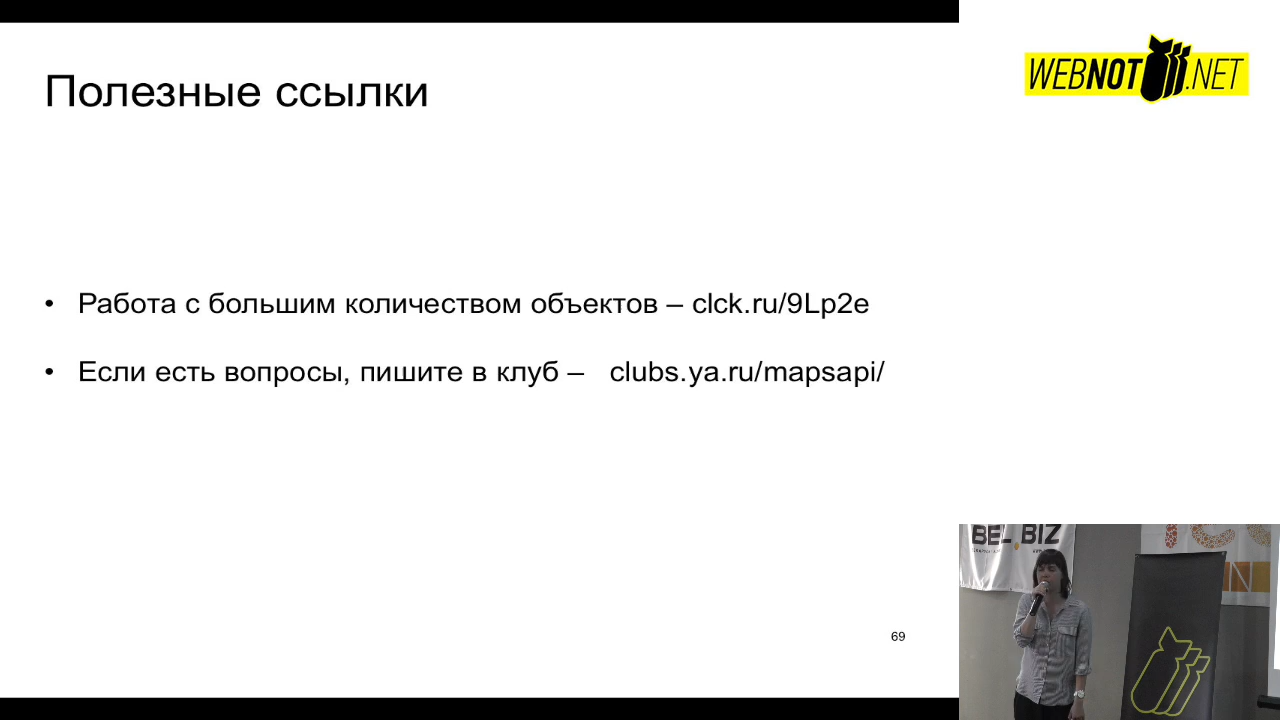 Полезные ссылки
WEBNOT .NET
• Работа с большим количеством объектов – clck.ru/9Lp2e
• Если есть вопросы, пишите в клуб – clubs.ya.ru/mapsapi/
BEL.BIZ
69